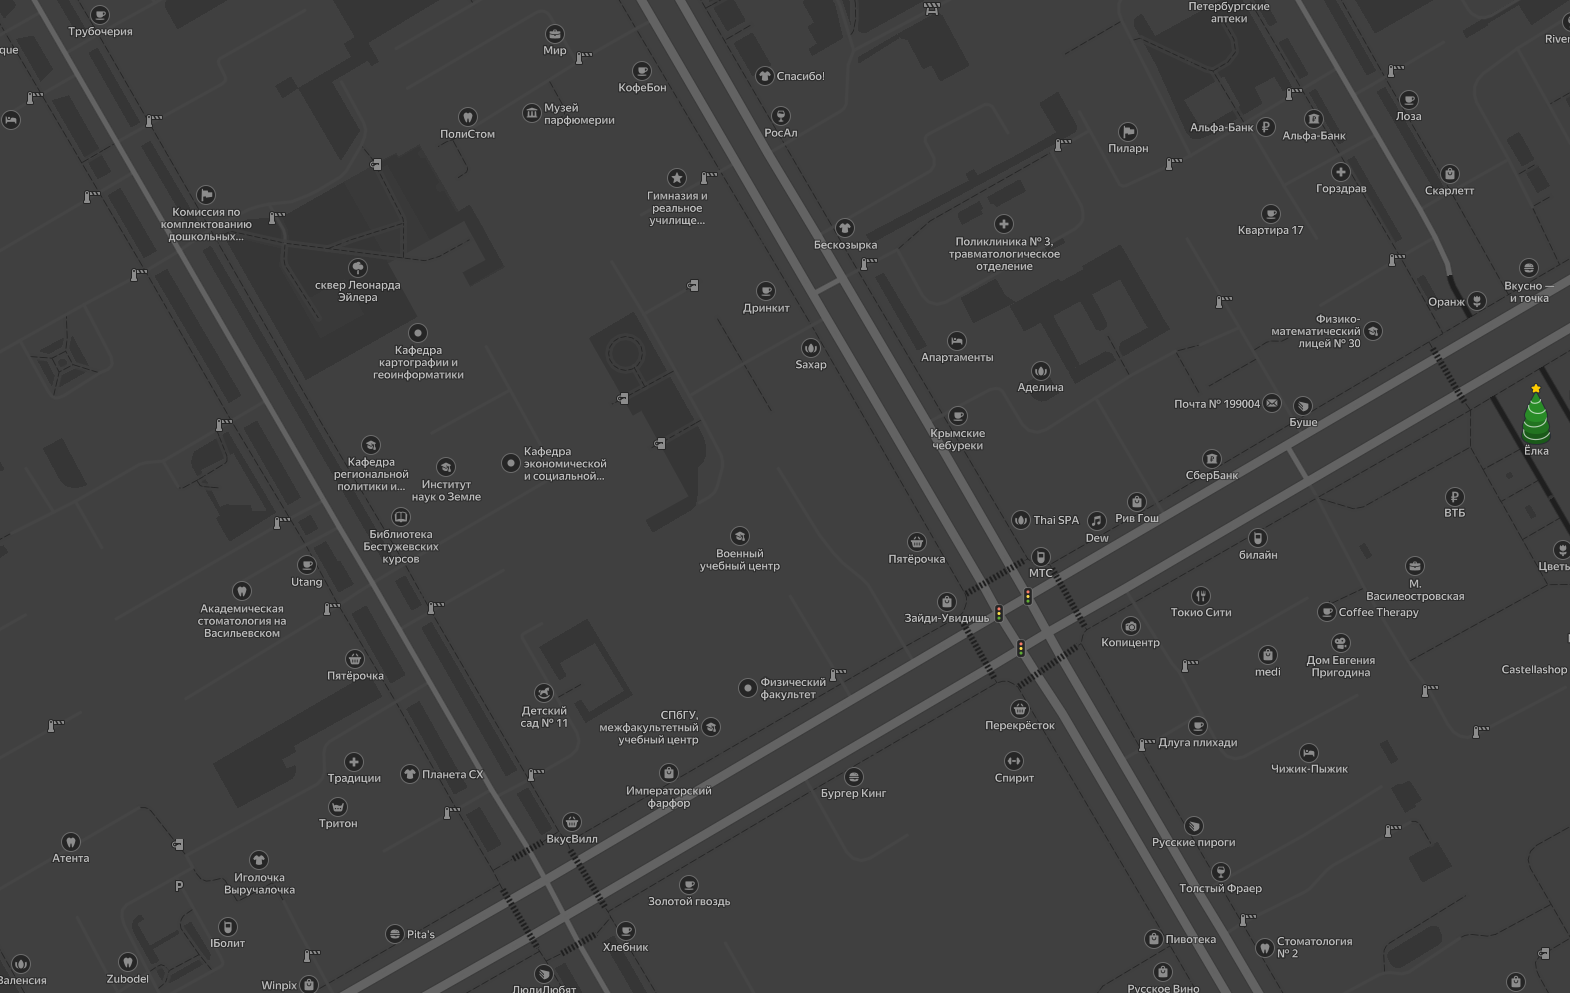 Трубочерия
que
Мир
КофеБон
Спасибо!
Музей
парфюмерии
ПолиСтом
РосАл
Петербургские
аптеки
River
Альфа-Банк
Альфа-Банк
Лоза
Пиларн
Горздрав
Скарлетт
Гимназия и
реальное
училище...
Комиссия по
комплектованию
дошкольных...
Бескозырка
Поликлиника № 3,
травматологическое
отделение
Квартира 17
сквер Леонарда
Эйлера
Дринкит
Вкусно —
и точка
Оранж
Физико-
математический
лицей № 30
Кафедра
картографии и
геоинформатики
Saxap
Апартаменты
Аделина
Почта № 199004
Буше
Крымские
чебуреки
Ёлка
Кафедра
региональной
политики и...
Институт
наук о Земле
Кафедра
экономической
и социальной...
СберБанк
ВТБ
Библиотека
Бестужевских
курсов
Thai SPA
Dew
Рив Гош
Военный
учебный центр
Пятёрочка
МТС
билайн
Цветы
Utang
М.
Василеостровская
Академическая
стоматология на
Васильевском
Зайди-Увидишь
Токио Сити
Coffee Therapy
Копицентр
medi
Дом Евгения
Пригодина
Castellashop
Пятёрочка
Физический
факультет
Детский
сад № 11
СПбГУ,
межфакультетный
учебный центр
Перекрёсток
Длуга плихади
Чижик-Пыжик
Традиции
Планета СХ
Императорский
фарфор
Бургер Кинг
Спирит
Тритон
ВкусВилл
Русские пироги
Атента
Иголочка
Выручалочка
P
Золотой гвоздь
Толстый Фраер
IБолит
Pita's
Хлебник
Пивотека
Стоматология
№ 2
Валенсия
Zubodel
Winpix
ЛюдиЛюбят
Русское Вино